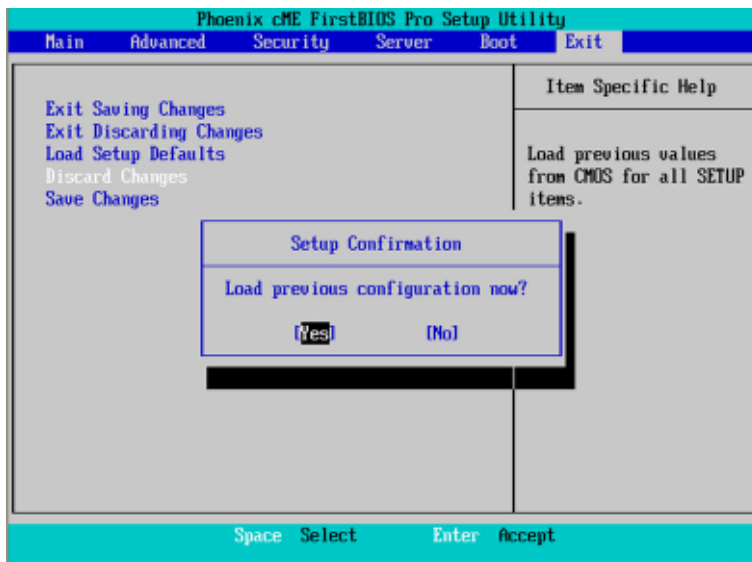 Phoenix cME FirstBIOS Pro Setup Utility
Main Advanced Security Server Boot Exit
Exit Saving Changes
Exit Discarding Changes
Load Setup Defaults
Discard Changes
Save Changes
Item Specific Help
Load previous values
from CMOS for all SETUP
items.
Setup Confirmation
Load previous configuration now?
[Yes] [No]
Space Select Enter Accept